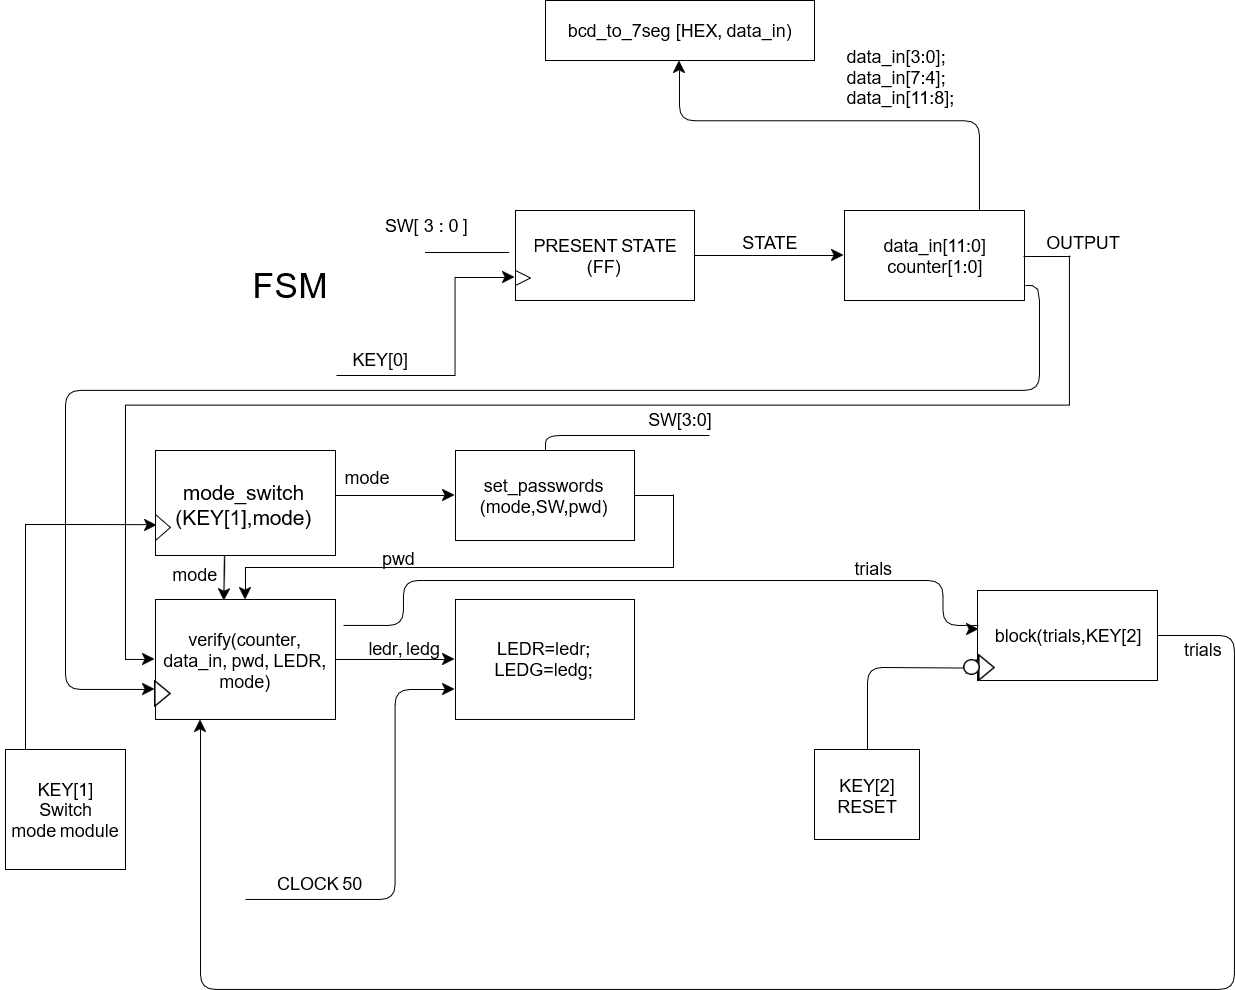 bcd_to_7seg [HEX, data_in)
data_in[3:0];
data_in[7:4];
data_in[11:8];
SW[ 3 : 0 ]
PRESENT STATE
(FF)
STATE
data_in[11:0]
counter[1:0]
OUTPUT
FSM
KEY[0]
SW[3:0]
mode_switch
(KEY[1],mode)
mode
set_passwords
(mode,SW,pwd)
mode
pwd
trials
verify(counter,
data_in, pwd, LEDR,
mode)
ledr, ledg
LEDR=ledr;
LEDG=ledg;
block(trials,KEY[2]
trials
KEY[1]
Switch
mode module
KEY[2]
RESET
CLOCK 50